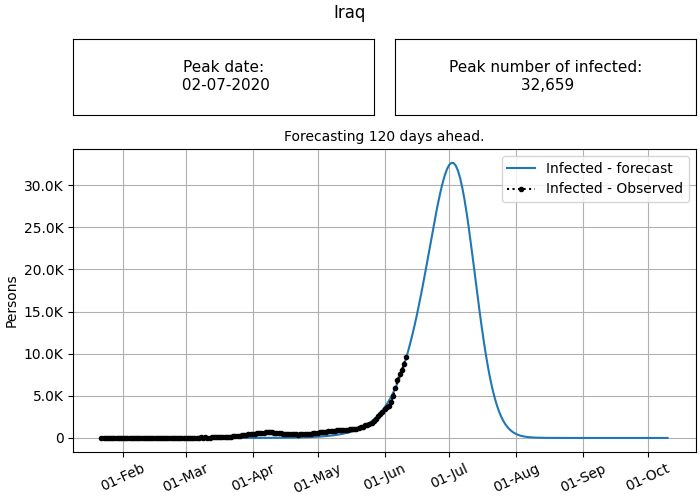 Iraq
Peak date:
02-07-2020
Peak number of infected:
32,659
Forecasting 120 days ahead.
Infected - forecast
Infected - Observed
30.0K
25.0K
20.0K
15.0K
10.0K
5.0K
0
Persons
01-Feb
01-Mar
01-Apr
01-May
01-Jun
01-Jul
01-Aug
01-Sep
01-Oct